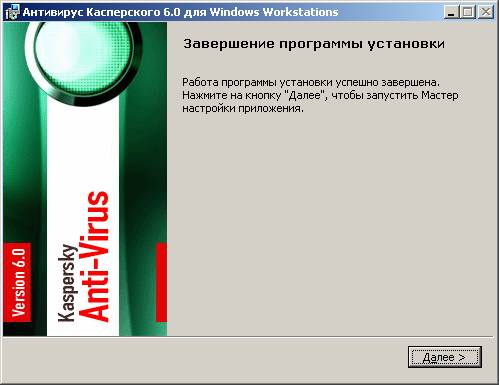 Антивирус Касперского 6.0 для Windows Workstations
Завершение программы установки
Работа программы установки успешно завершена.
Нажмите на кнопку "Далее", чтобы запустить Мастер
настройки приложения.
Version 6.0
Kaspersky
Anti-Virus
Далее >